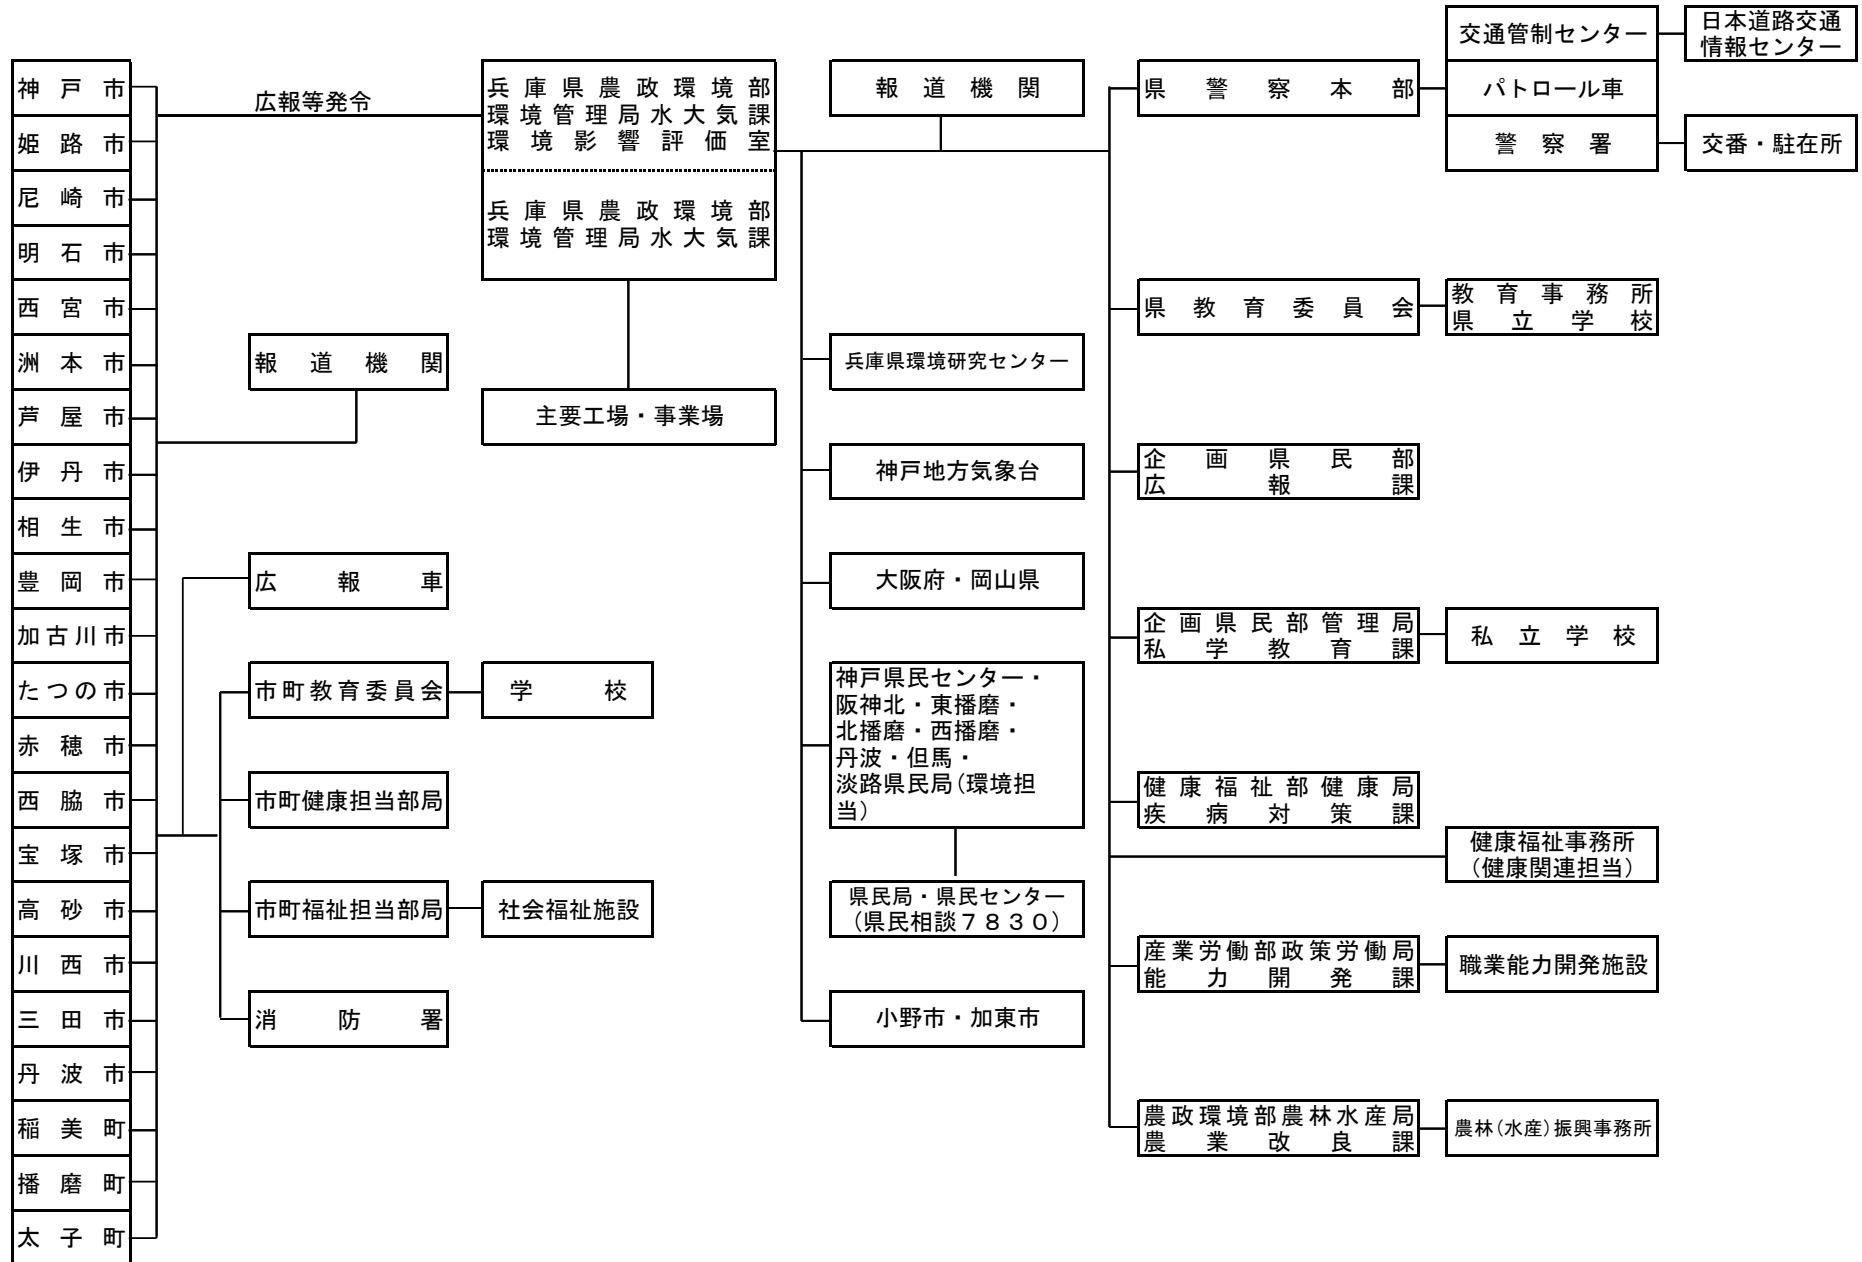 神戸市
姫路市
尼崎市
明石市
西宮市
洲本市
芦屋市
伊丹市
相生市
豊岡市
加古川市
たつの市
赤穂市
西脇市
宝塚市
高砂市
川西市
三田市
丹波市
稲美町
播磨町
太子町
広報等発令
報道機関
広報車
市町教育委員会
市町健康担当部局
市町福祉担当部局
消防署
兵庫県農政環境部
環境管理局水大気課
環境影響評価室
兵庫県農政環境部
環境管理局水大気課
主要工場・事業場
学校
社会福祉施設
報道機関
兵庫県環境研究センター
神戸地方気象台
大阪府・岡山県
神戸県民センター・
阪神北・東播磨・
北播磨・西播磨・
丹波・但馬・
淡路県民局(環境担
当)
県民局・県民センター
(県民相談7830)
小野市・加東市
県警察本部
県教育委員会
企画県民部
広報課
企画県民部管理局
私学教育課
健康福祉部健康局
疾病対策課
産業労働部政策労働局
能力開発課
農政環境部農林水産局
農業改良課
交通管制センター
パトロール車
警察署
教育事務所
県立学校
私立学校
健康福祉事務所
(健康関連担当)
職業能力開発施設
農林(水産)振興事務所
日本道路交通
情報センター
交番・駐在所